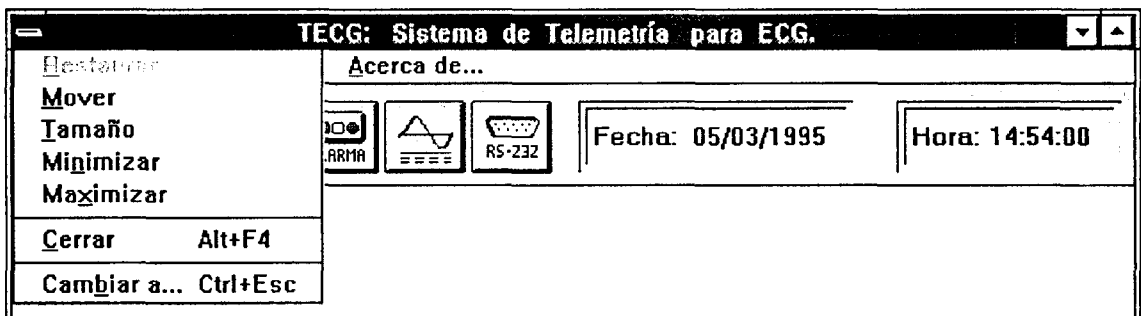 TECG: Sistema de Telemetría para ECG.
Restaurar
Acerca de...
Mover
Tamaño
Minimizar
Maximizar
Cerrar Alt+F4
Cambiar a... Ctrl+Esc
RS-232
Fecha: 05/03/1995
Hora: 14:54:00